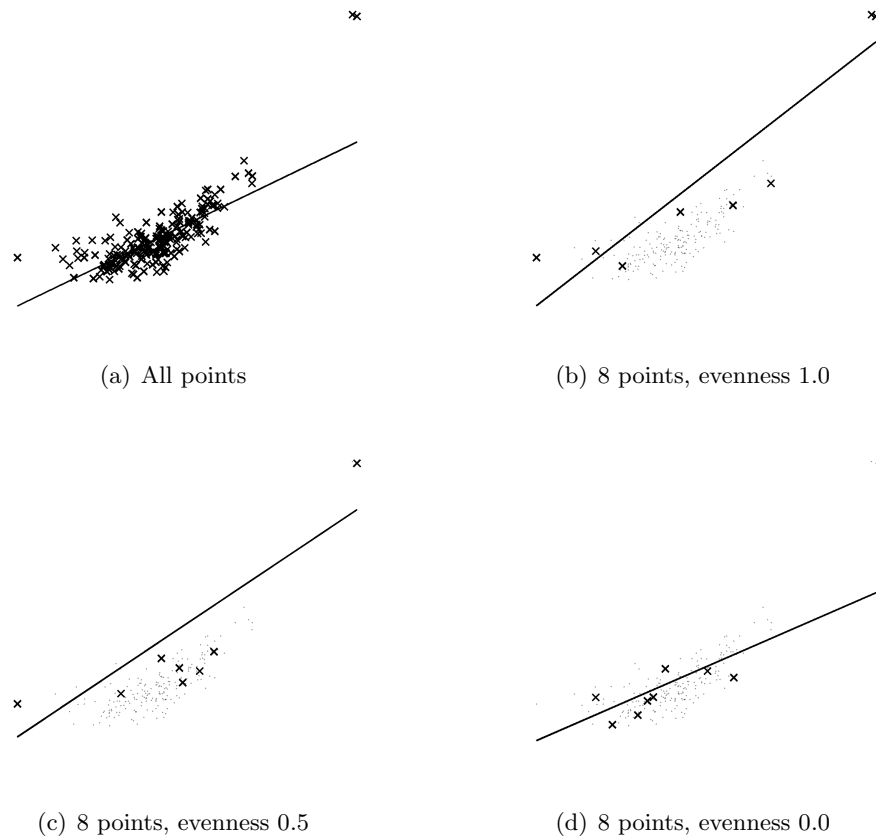 (a) All points
(b) 8 points, evenness 1.0
(c) 8 points, evenness 0.5
(d) 8 points, evenness 0.0